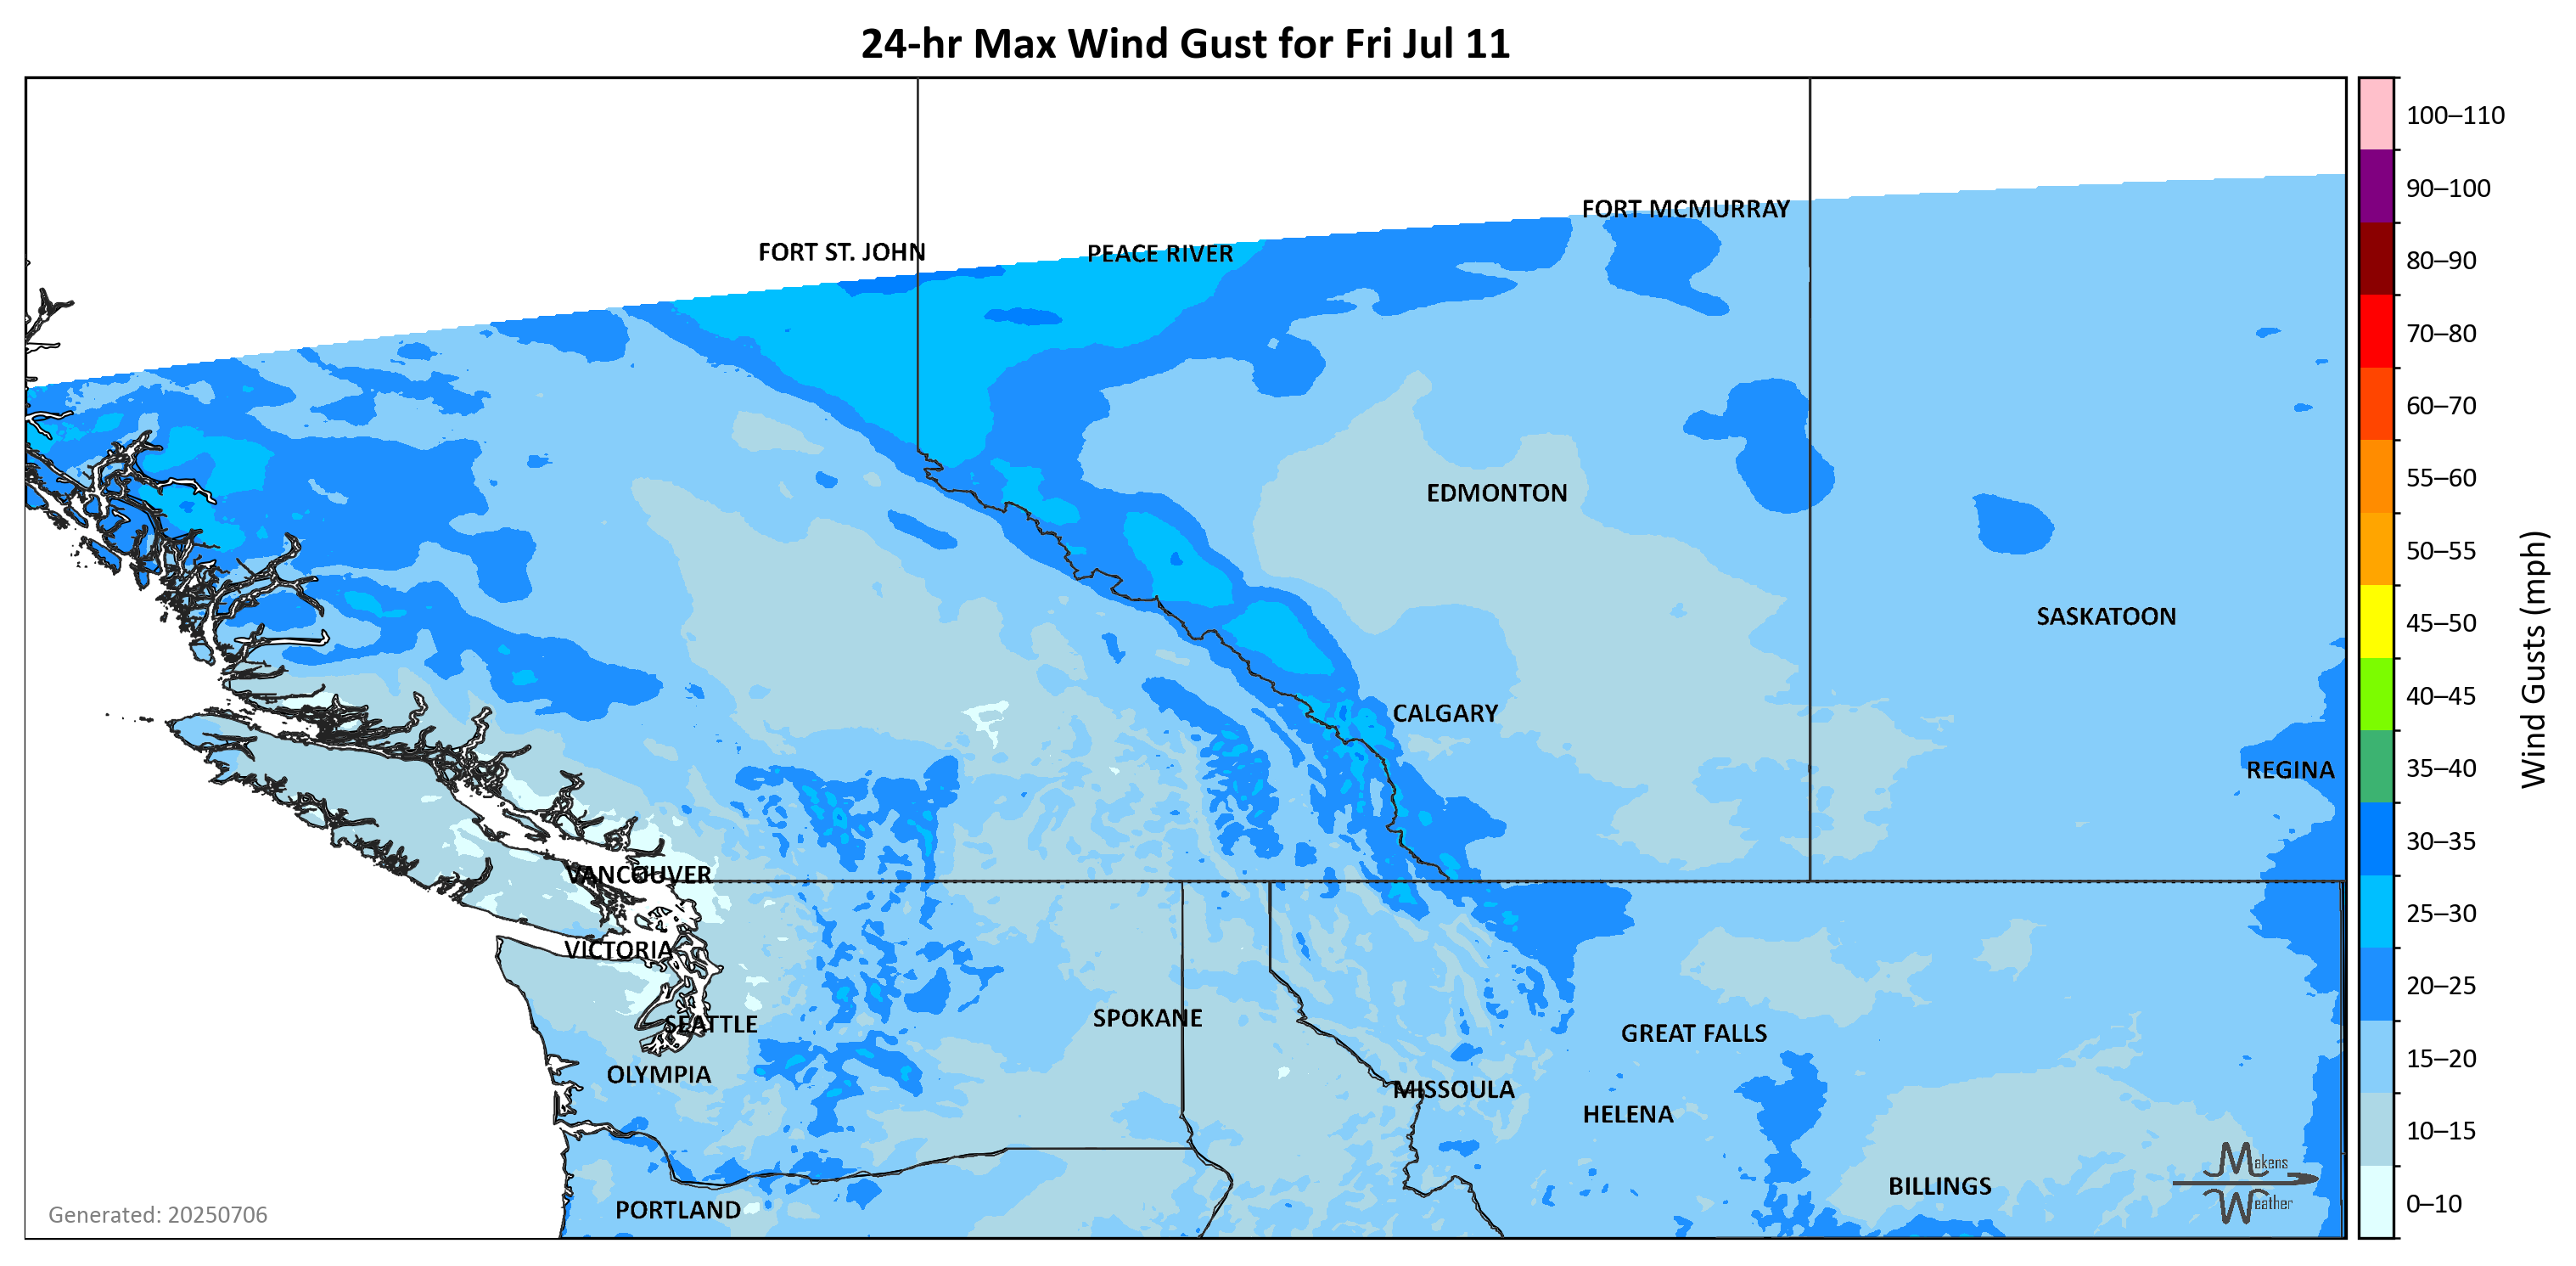 24-hr Max Wind Gust for Fri Jul 11
100–110
90–100
80–90
70–80
60–70
55–60
50–55
45–50
40–45
35–40
30–35
25–30
20–25
15–20
10–15
0–10
Wind Gusts (mph)
FORT MCMURRAY
FORT ST. JOHN
PEACE RIVER
EDMONTON
SASKATOON
CALGARY
REGINA
VANCOUVER
VICTORIA
SEATTLE
SPOKANE
GREAT FALLS
OLYMPIA
MISSOULA
HELENA
BILLINGS
PORTLAND
Makens
Weather
Generated: 20250706